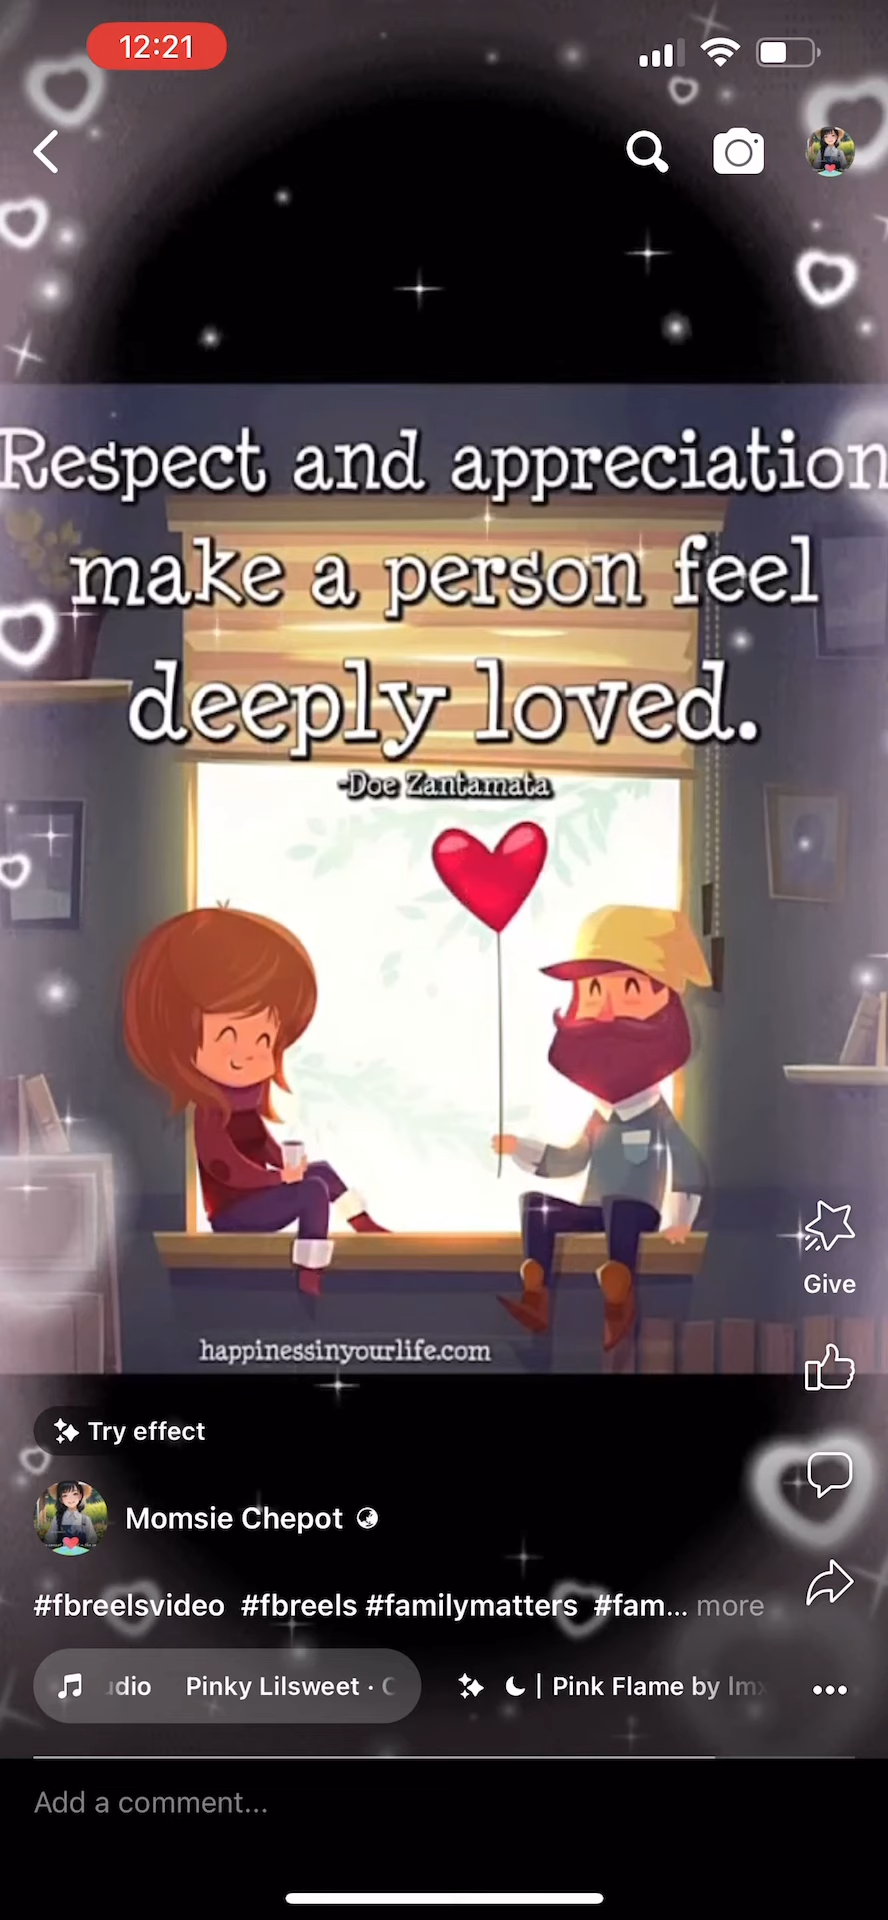 12:21
Respect and appreciation
make a person feel
deeply loved.
-Doe Zantamata
happinessinyourlife.com
Give
Try effect
Momsie Chepot
#fbreelsvideo #fbreels #familymatters #fam... more
Pinky Lilsweet ·
| Pink Flame by
Add a comment...